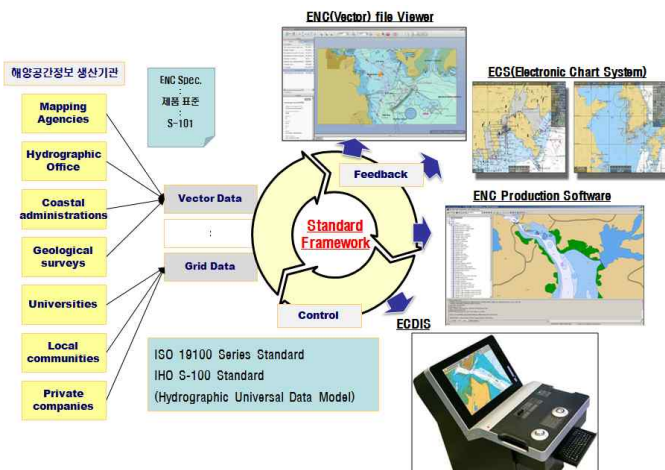 ENC(Vector) file Viewer
해양공간정보 생산기관
ENC Spec.
:
제품 표준
:
S-101
ECS(Electronic Chart System)
Mapping
Agencies
Hydrographic
Office
Coastal
administrations
Geological
surveys
Universities
Local
communities
Private
companies
Vector Data
:
Grid Data
Feedback
Standard
Framework
Control
ENC Production Software
ECDIS
ISO 19100 Series Standard
IHO S-100 Standard
(Hydrographic Universal Data Model)